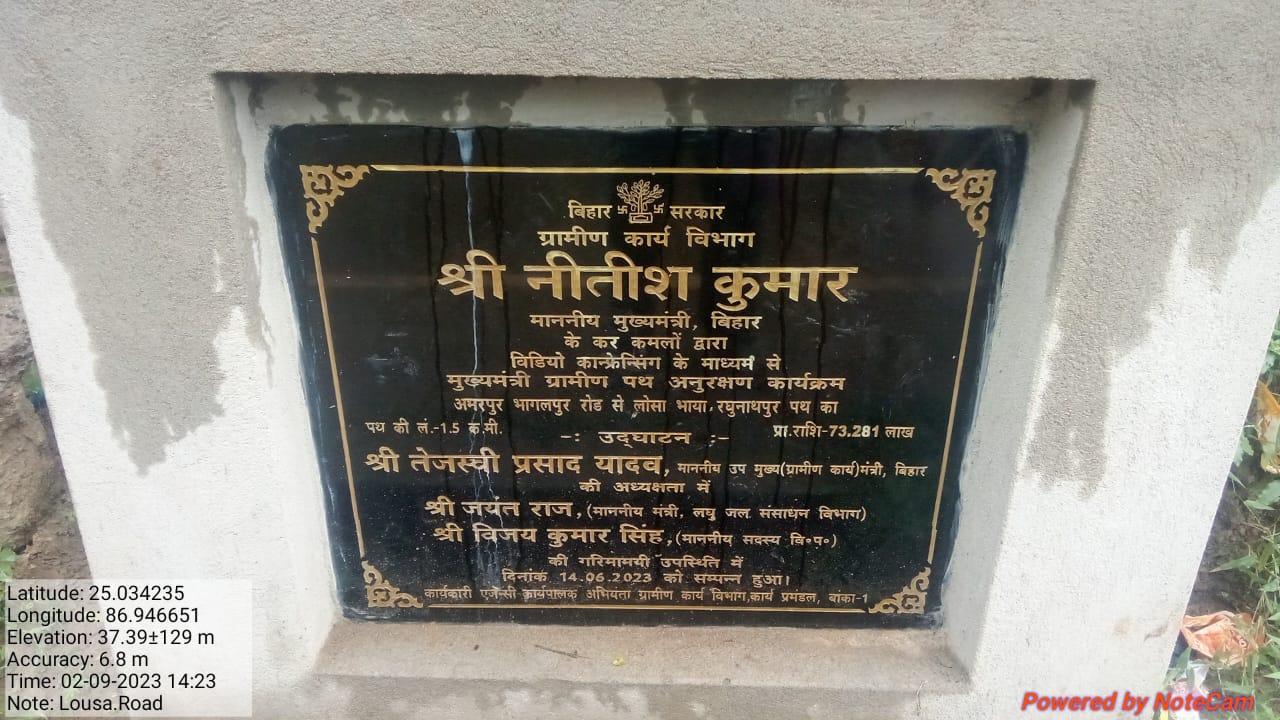 बिहार सरकार
ग्रामीण कार्य विभाग
श्री नीतीश कुमार
माननीय मुख्यमंत्री, बिहार
के कर कमलों द्वारा
विडियो कान्फ्रेन्सिंग के माध्यम से
मुख्यमंत्री ग्रामीण पथ अनुरक्षण कार्यक्रम
अमरपुर भागलपुर रोड से लोसा भाया रघुनाथपुर पथ का
पथ की लं.-1.5 क.मी. -: उद्घाटन :- प्रा.राशि-73.281 लाख
श्री तेजस्वी प्रसाद यादव, माननीय उप मुख्य(ग्रामीण कार्य)मंत्री, बिहार
की अध्यक्षता में
श्री जयंत राज,(माननीय मंत्री, लघु जल संसाधन विभाग)
श्री विजय कुमार सिंह,(माननीय सदस्य वि॰प॰)
की गरिमामयी उपस्थिति में
दिनांक 14.06.2023 को सम्पन्न हुआ।
कार्यकारी एजेन्सी-कार्यपालक अभियंता ग्रामीण कार्य विभाग,कार्य प्रमंडल, बांका-1
Latitude: 25.034235
Longitude: 86.946651
Elevation: 37.39±129 m
Accuracy: 6.8 m
Time: 02-09-2023 14:23
Note: Lousa.Road
Powered by NoteCam